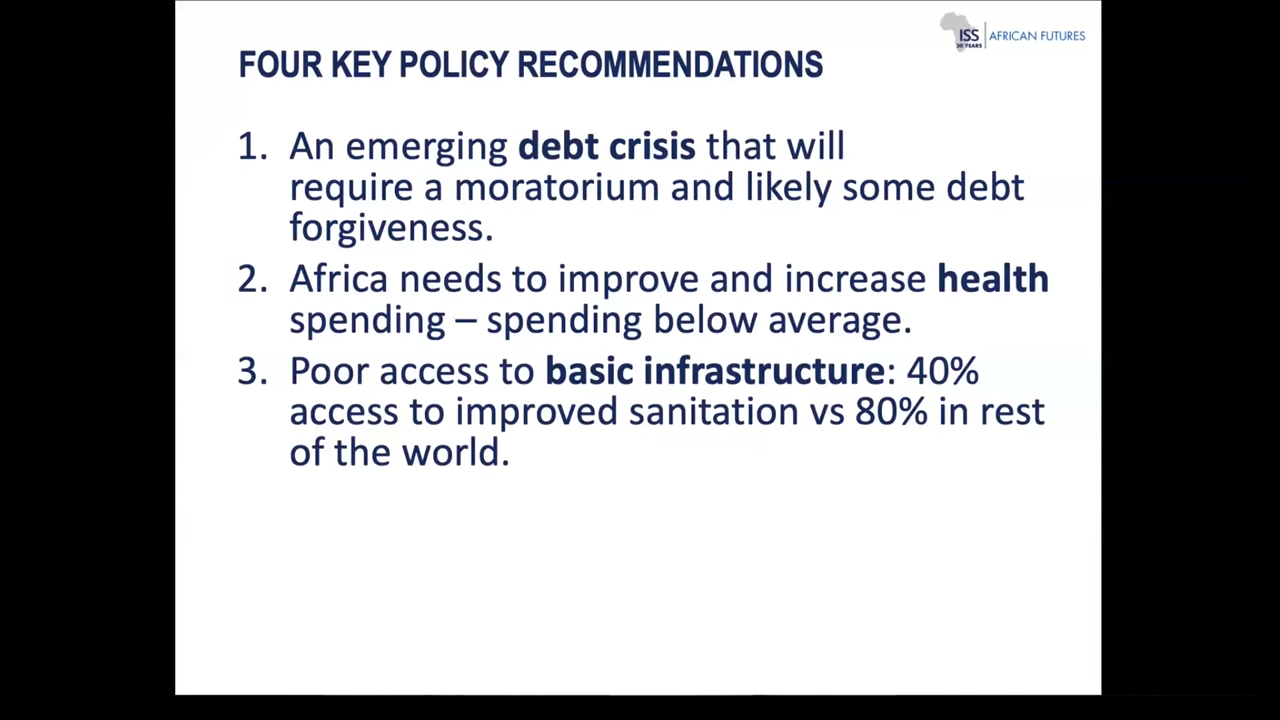 ISS
30 YEARS
AFRICAN FUTURES
FOUR KEY POLICY RECOMMENDATIONS
1. An emerging debt crisis that will
require a moratorium and likely some debt
forgiveness.
2. Africa needs to improve and increase health
spending – spending below average.
3. Poor access to basic infrastructure: 40%
access to improved sanitation vs 80% in rest
of the world.